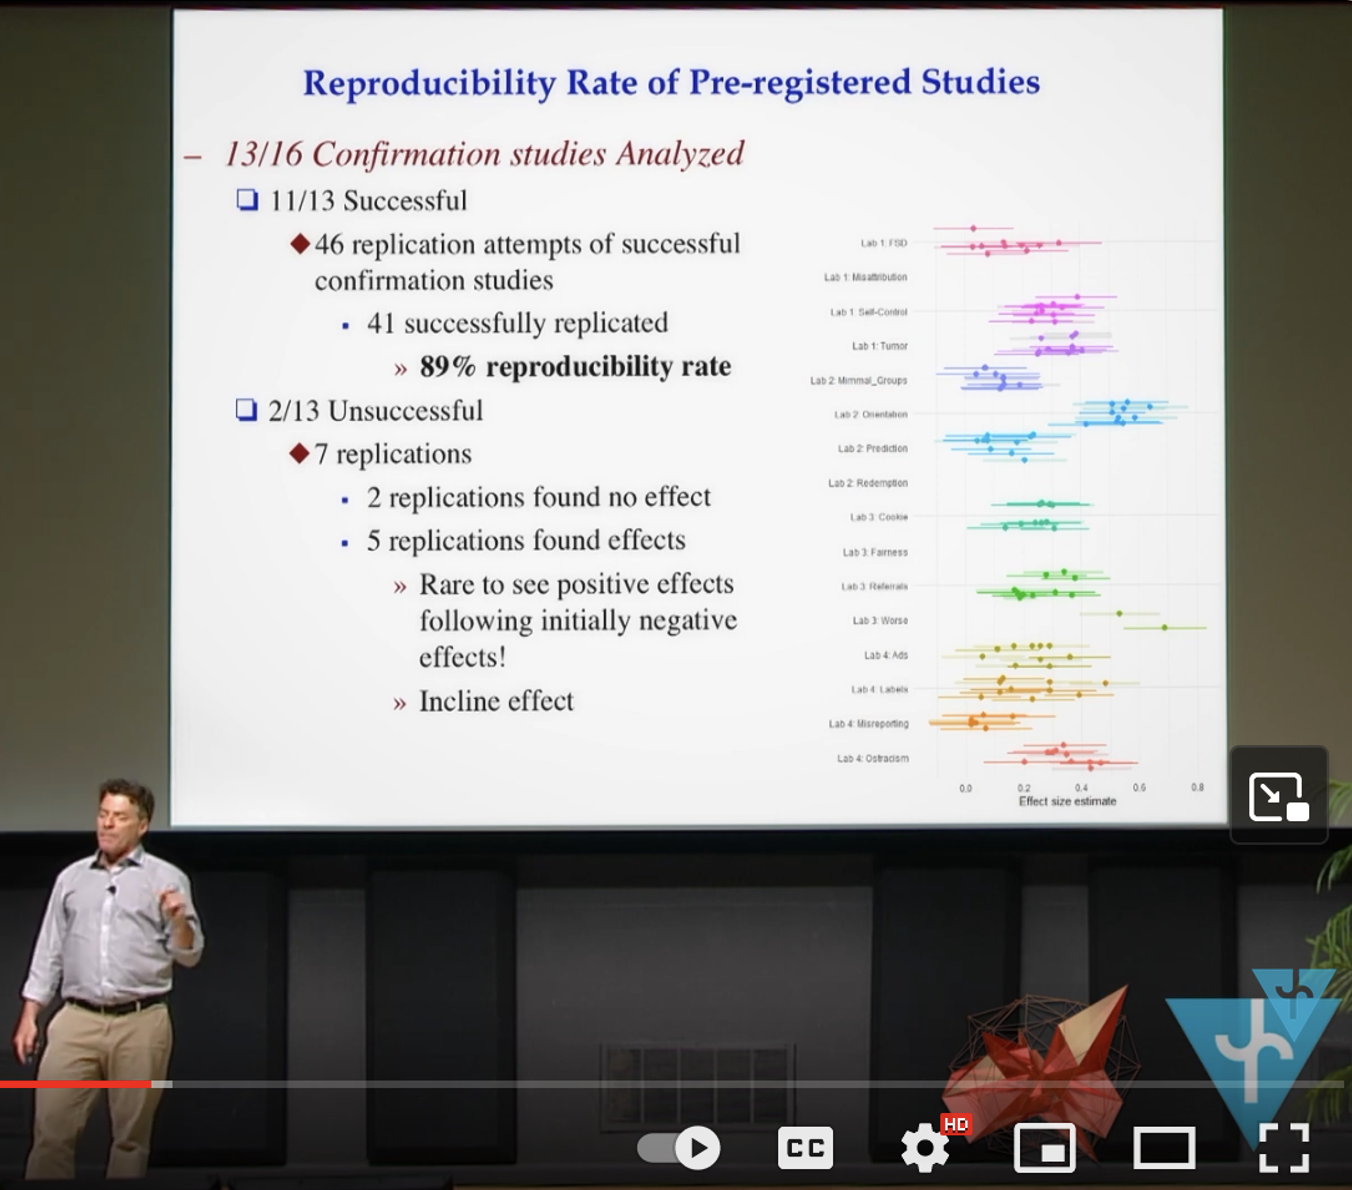 Reproducibility Rate of Pre-registered Studies
– 13/16 Confirmation studies Analyzed
11/13 Successful
46 replication attempts of successful
confirmation studies
41 successfully replicated
» 89% reproducibility rate
2/13 Unsuccessful
7 replications
2 replications found no effect
5 replications found effects
» Rare to see positive effects
following initially negative
effects!
» Incline effect
Lab 1: FSD
Lab 1: Misattribution
Lab 1: Self-Control
Lab 1: Tumor
Lab 2: Minimal_Groups
Lab 2: Orientation
Lab 2: Prediction
Lab 2: Redemption
Lab 3: Cookie
Lab 3: Fairness
Lab 3: Referrals
Lab 3: Worse
Lab 4: Ads
Lab 4: Labels
Lab 4: Misreporting
Lab 4: Ostracism
0.0 0.2 0.4 0.6 0.8
Effect size estimate
HD
CC